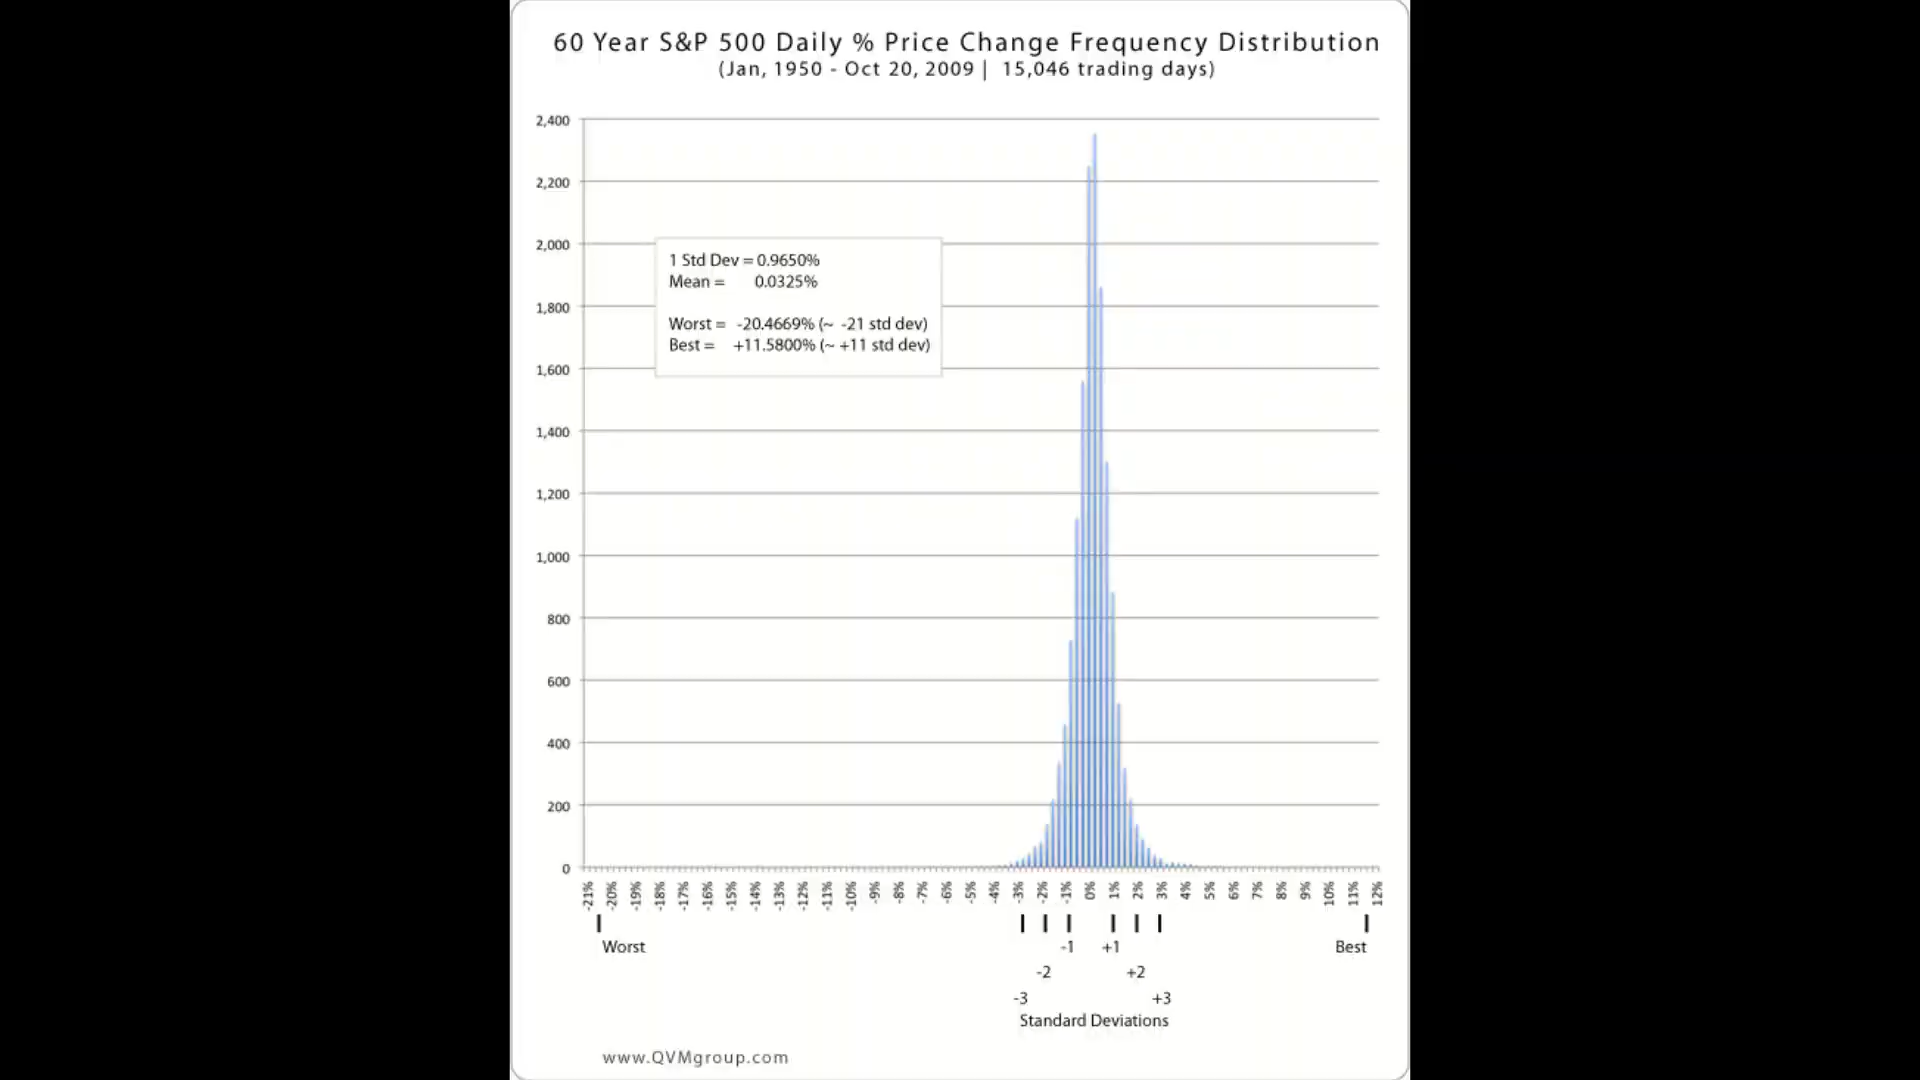 60 Year S&P 500 Daily % Price Change Frequency Distribution
(Jan, 1950 - Oct 20, 2009 | 15,046 trading days)
2,400
2,200
2,000
1,800
1,600
1,400
1,200
1,000
800
600
400
200
0
1 Std Dev = 0.9650%
Mean = 0.0325%
Worst = -20.4669% (~ -21 std dev)
Best = +11.5800% (~ +11 std dev)
-21% -20% -19% -18% -17% -16% -15% -14% -13% -12% -11% -10% -9% -8% -7% -6% -5% -4% -3% -2% -1% 0% 1% 2% 3% 4% 5% 6% 7% 8% 9% 10% 11% 12%
Worst -1 +1 Best
-2 +2
-3 +3
Standard Deviations
www.QVMgroup.com